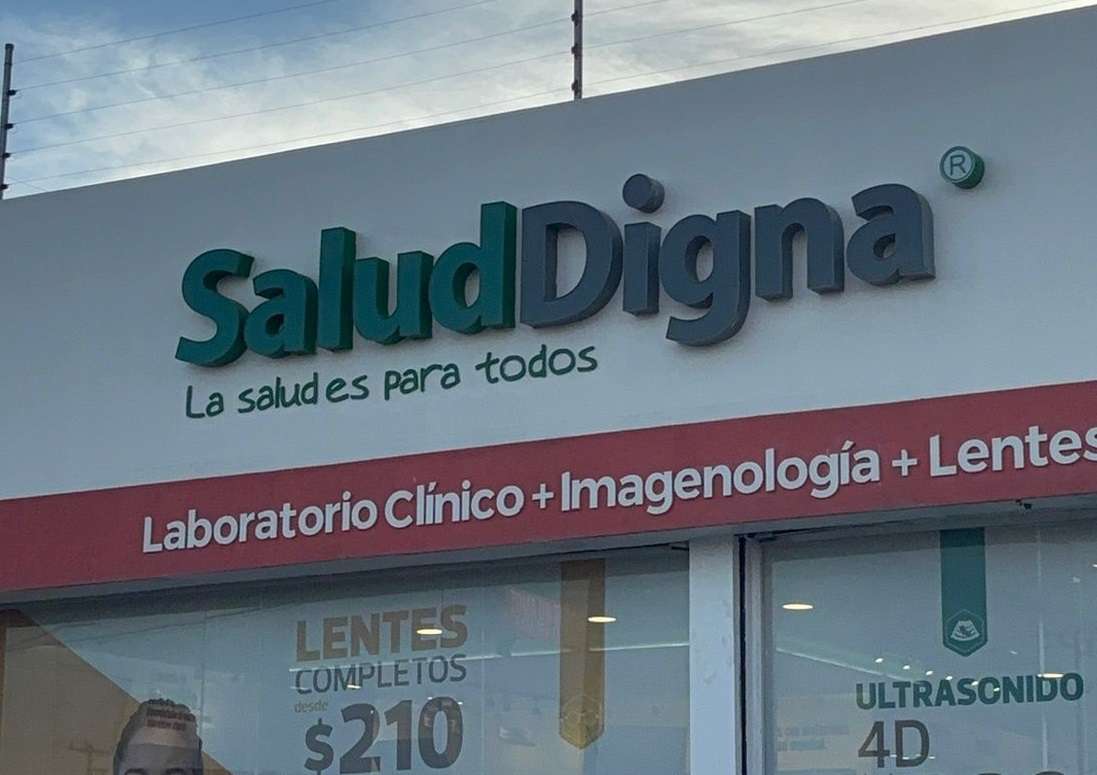 SaludDigna®
La salud es para todos
Laboratorio Clínico + Imagenología + Lentes
LENTES
COMPLETOS
desde
$210
ULTRASONIDO
4D